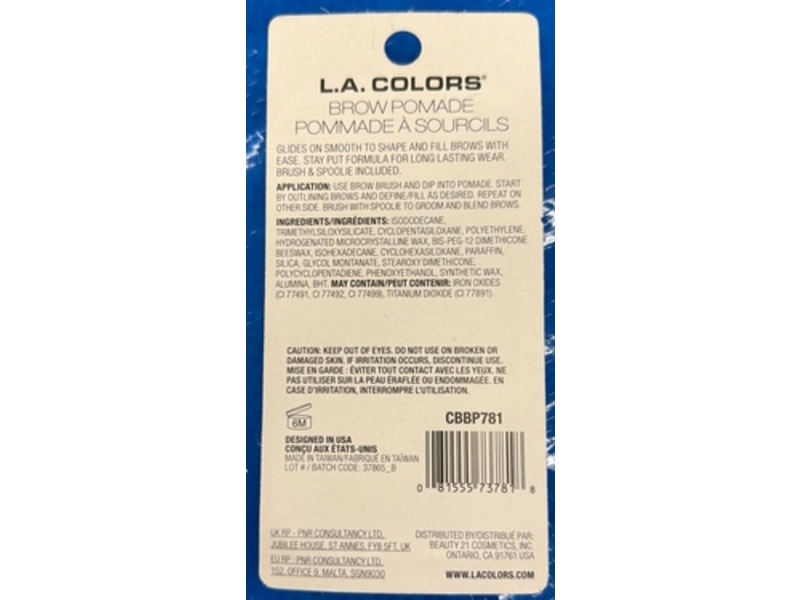 L.A. COLORS®
BROW POMADE
POMMADE À SOURCILS
GLIDES ON SMOOTH TO SHAPE AND FILL BROWS WITH
EASE. STAY PUT FORMULA FOR LONG LASTING WEAR.
BRUSH & SPOOLIE INCLUDED.
APPLICATION: USE BROW BRUSH AND DIP INTO POMADE. START
BY OUTLINING BROWS AND DEFINE/FILL AS DESIRED. REPEAT ON
OTHER SIDE. BRUSH WITH SPOOLIE TO GROOM AND BLEND BROWS.
INGREDIENTS/INGRÉDIENTS: ISODODECANE,
TRIMETHYLSILOXYSILICATE, CYCLOPENTASILOXANE, POLYETHYLENE,
HYDROGENATED MICROCRYSTALLINE WAX, BIS-PEG-12 DIMETHICONE
BEESWAX, ISOHEXADECANE, CYCLOHEXASILOXANE, PARAFFIN,
SILICA, GLYCOL MONTANATE, STEAROXY DIMETHICONE,
POLYCYCLOPENTADIENE, PHENOXYETHANOL, SYNTHETIC WAX,
ALUMINA, BHT. MAY CONTAIN/PEUT CONTENIR: IRON OXIDES
(CI 77491, CI 77492, CI 77499), TITANIUM DIOXIDE (CI 77891).
CAUTION: KEEP OUT OF EYES. DO NOT USE ON BROKEN OR
DAMAGED SKIN. IF IRRITATION OCCURS, DISCONTINUE USE.
MISE EN GARDE : ÉVITER TOUT CONTACT AVEC LES YEUX. NE
PAS UTILISER SUR LA PEAU ÉRAFLÉE OU ENDOMMAGÉE. EN
CAS D'IRRITATION, INTERROMPRE L'UTILISATION.
6M
CBBP781
DESIGNED IN USA
CONÇU AUX ÉTATS-UNIS
MADE IN TAIWAN/FABRIQUÉ EN TAÏWAN
LOT # / BATCH CODE: 37865_B
0 81555 73781 8
UK RP - PNR CONSULTANCY LTD.
JUBILEE HOUSE, ST ANNES, FY8 5FT, UK
EU RP : PNR CONSULTANCY LTD.
152, OFFICE 9, MALTA, SGN9030
DISTRIBUTED BY/DISTRIBUÉ PAR:
BEAUTY 21 COSMETICS, INC.
ONTARIO, CA 91761 USA
WWW.LACOLORS.COM